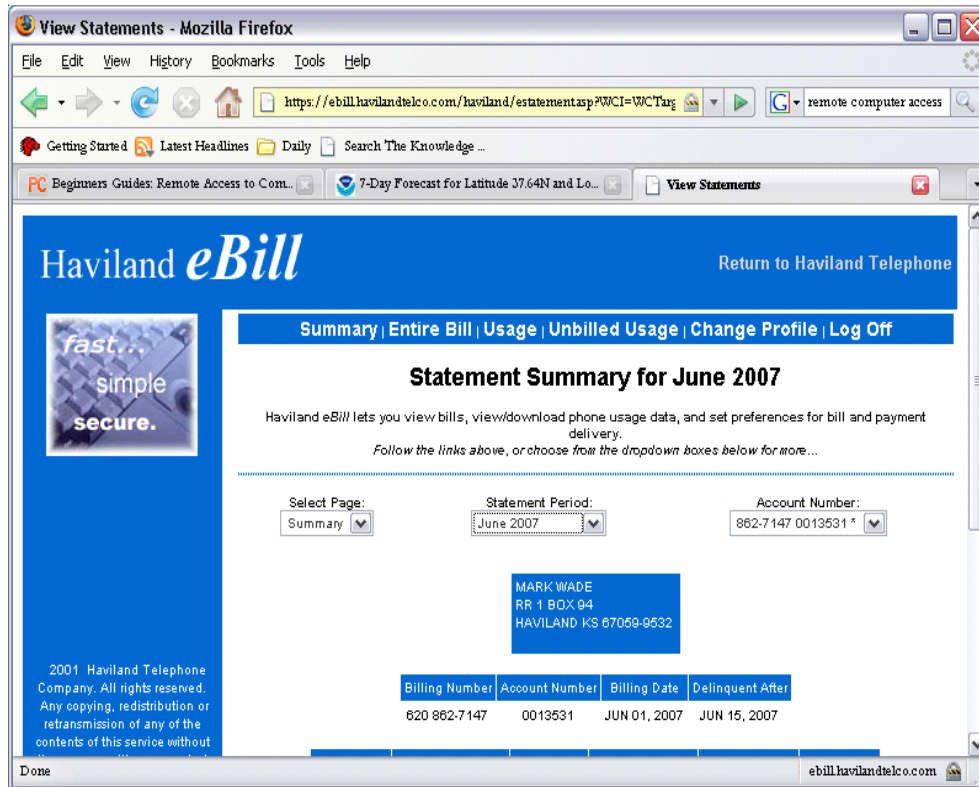 View Statements - Mozilla Firefox
File Edit View History Bookmarks Tools Help
https://ebill.havilandtelco.com/haviland/estatement.asp?WCI=WCTarg
G remote computer access
Getting Started Latest Headlines Daily Search The Knowledge ...
PC Beginners Guides: Remote Access to Com... 7-Day Forecast for Latitude 37.64N and Lo... View Statements
Haviland eBill
Return to Haviland Telephone
fast...
simple
secure.
Summary | Entire Bill | Usage | Unbilled Usage | Change Profile | Log Off
Statement Summary for June 2007
Haviland eBill lets you view bills, view/download phone usage data, and set preferences for bill and payment
delivery.
Follow the links above, or choose from the dropdown boxes below for more...
Select Page: Statement Period: Account Number:
Summary June 2007 862-7147 0013531 *
MARK WADE
RR 1 BOX 94
HAVILAND KS 67059-9532
Billing Number Account Number Billing Date Delinquent After
620 862-7147 0013531 JUN 01, 2007 JUN 15, 2007
2001 Haviland Telephone
Company. All rights reserved.
Any copying, redistribution or
retransmission of any of the
contents of this service without
Done ebill.havilandtelco.com